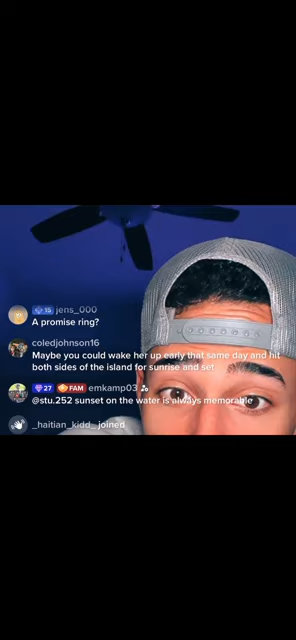 15 jens_000
A promise ring?
coledjohnson16
Maybe you could wake her up early that same day and hit
both sides of the island for sunrise and set
27 FAM emkamp03
@stu.252 sunset on the water is always memorable
_haitian_kidd_ joined